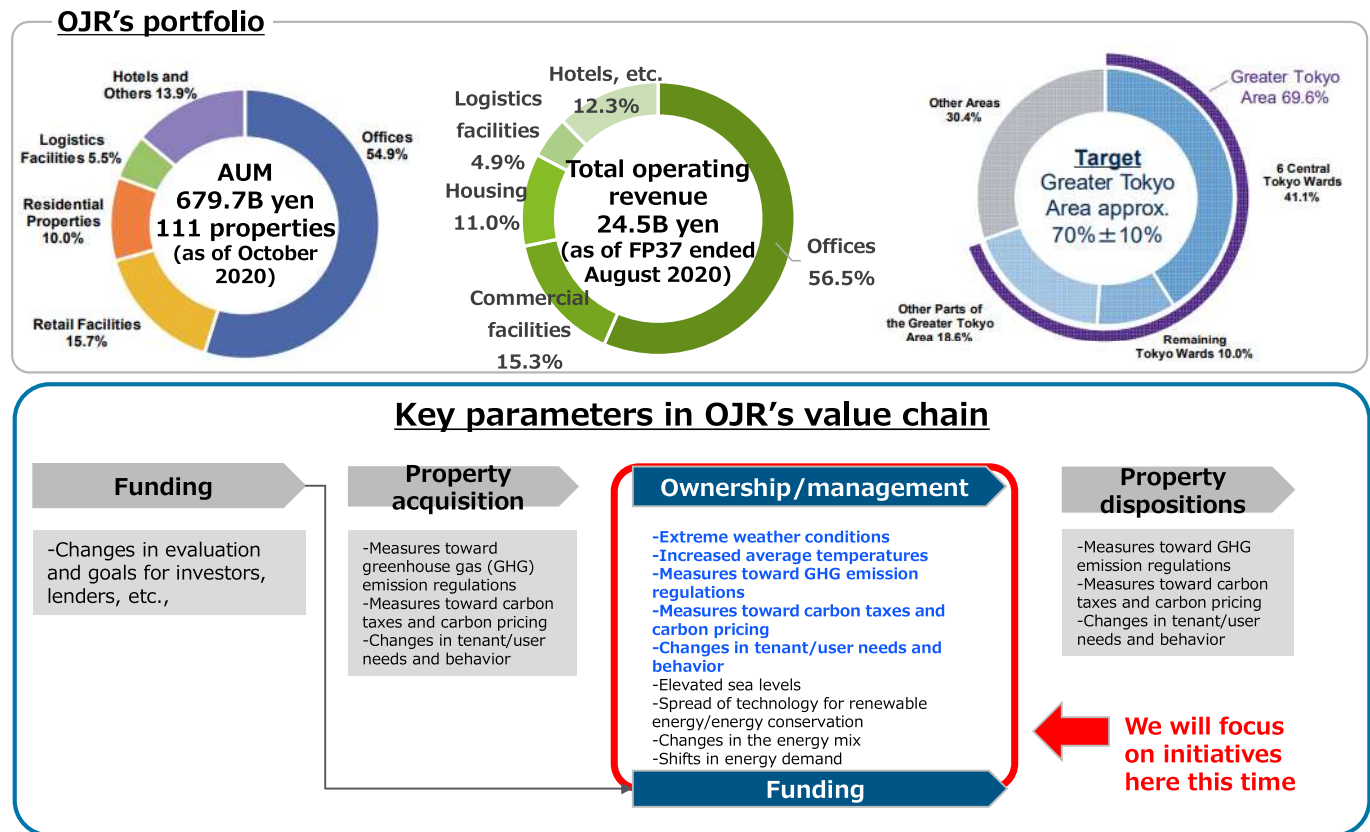 OJR’s portfolio
Hotels and
Others 13.9%
Logistics
Facilities 5.5%
Residential
Properties
10.0%
Retail Facilities
15.7%
Offices
54.9%
AUM
679.7B yen
111 properties
(as of October
2020)
Hotels, etc.
12.3%
Logistics
facilities
4.9%
Housing
11.0%
Commercial
facilities
15.3%
Offices
56.5%
Total operating
revenue
24.5B yen
(as of FP37 ended
August 2020)
Other Areas
30.4%
Greater Tokyo
Area 69.6%
6 Central
Tokyo Wards
41.1%
Remaining
Tokyo Wards 10.0%
Other Parts of
the Greater Tokyo
Area 18.6%
Target
Greater Tokyo
Area approx.
70%±10%
Key parameters in OJR’s value chain
Funding
-Changes in evaluation
and goals for investors,
lenders, etc.,
Property
acquisition
-Measures toward
greenhouse gas (GHG)
emission regulations
-Measures toward carbon
taxes and carbon pricing
-Changes in tenant/user
needs and behavior
Ownership/management
-Extreme weather conditions
-Increased average temperatures
-Measures toward GHG emission
regulations
-Measures toward carbon taxes and
carbon pricing
-Changes in tenant/user needs and
behavior
-Elevated sea levels
-Spread of technology for renewable
energy/energy conservation
-Changes in the energy mix
-Shifts in energy demand
Funding
Property
dispositions
-Measures toward GHG
emission regulations
-Measures toward carbon
taxes and carbon pricing
-Changes in tenant/user
needs and behavior
We will focus
on initiatives
here this time